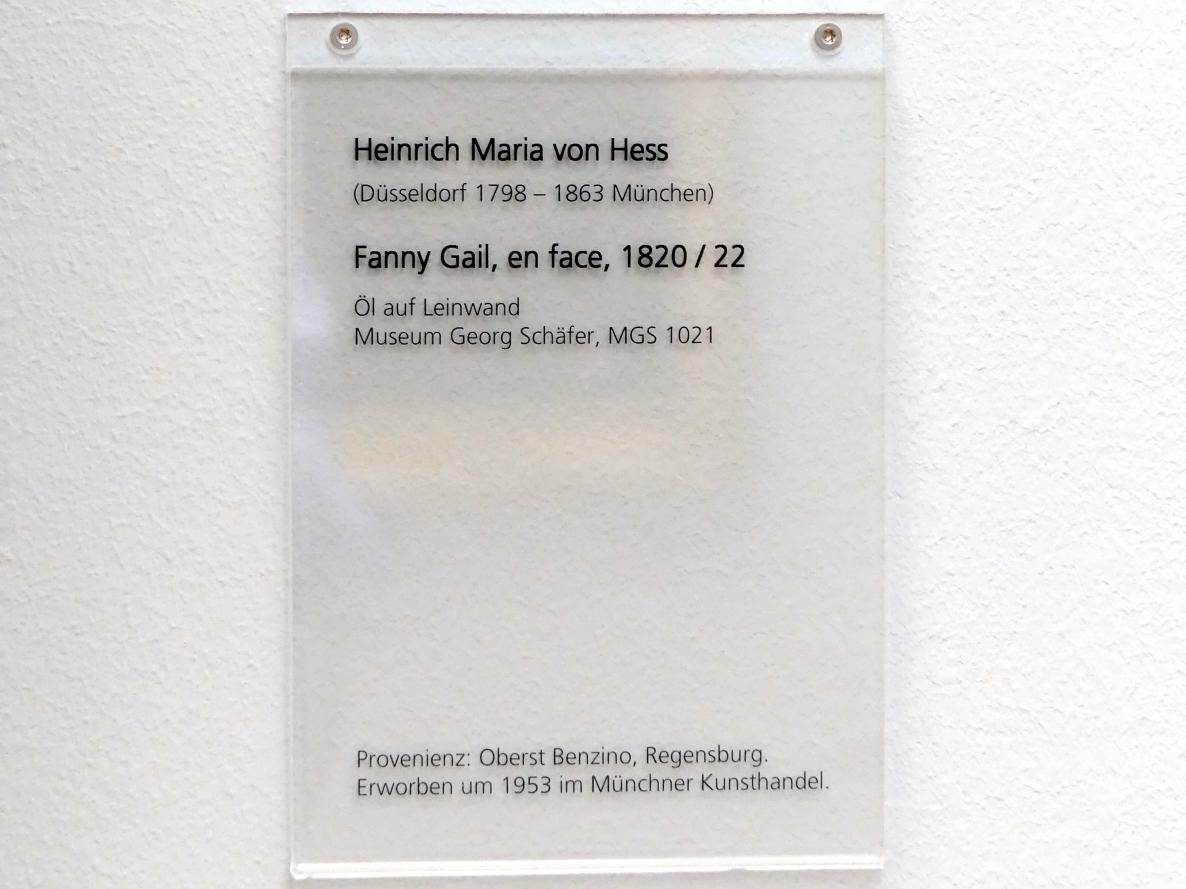 Heinrich Maria von Hess
(Düsseldorf 1798 – 1863 München)
Fanny Gail, en face, 1820 / 22
Öl auf Leinwand
Museum Georg Schäfer, MGS 1021
Provenienz: Oberst Benzino, Regensburg.
Erworben um 1953 im Münchner Kunsthandel.